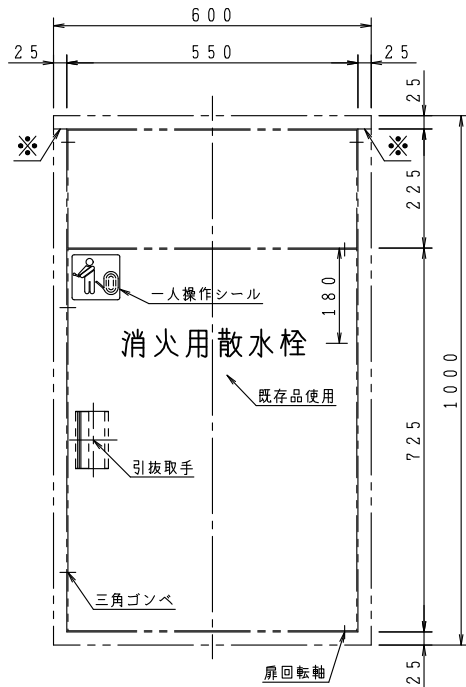 600
25 550 25
25
※ ※
225
一人操作シール
180
消火用散水栓
既存品使用
1000
725
引抜取手
三角ゴンベ
扉回転軸
25